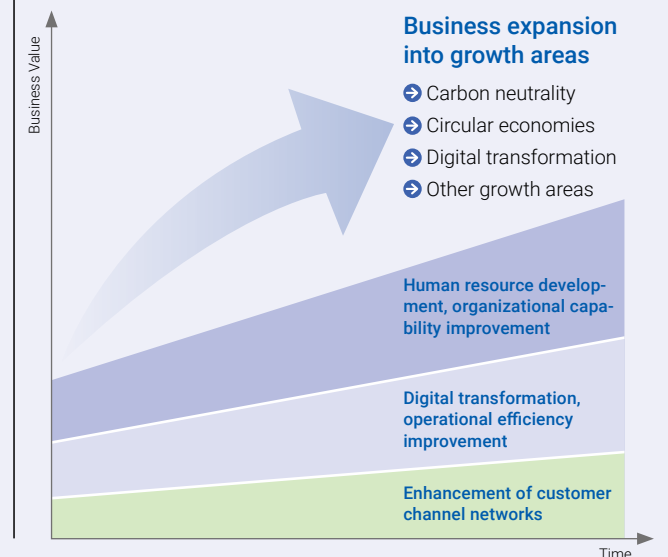 Business Value
Business expansion
into growth areas
Carbon neutrality
Circular economies
Digital transformation
Other growth areas
Human resource develop-
ment, organizational capa-
bility improvement
Digital transformation,
operational efficiency
improvement
Enhancement of customer
channel networks
Time